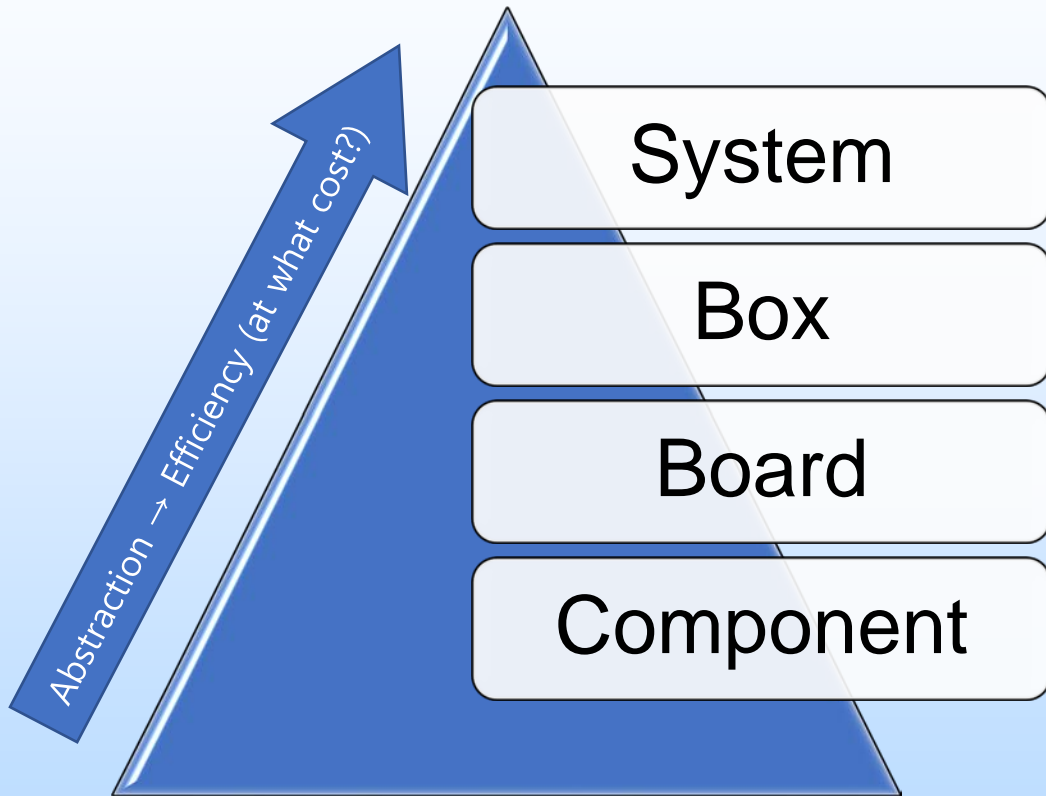 Abstraction → Efficiency (at what cost?)
System
Box
Board
Component